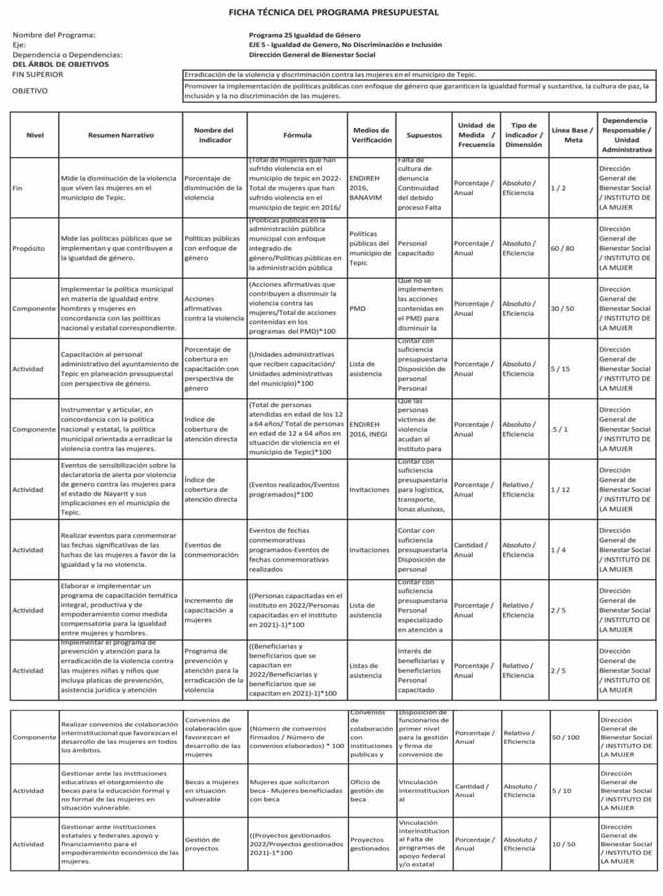 FICHA TÉCNICA DEL PROGRAMA PRESUPUESTAL
Nombre del Programa: Programa 25 Igualdad de Género
Eje: EJE 5 - Igualdad de Genero, No Discriminación e Inclusión
Dependencia o Dependencias: Dirección General de Bienestar Social
DEL ÁRBOL DE OBJETIVOS
FIN SUPERIOR Erradicación de la violencia y discriminación contra las mujeres en el municipio de Tepic.
OBJETIVO Promover la implementación de políticas públicas con enfoque de género que garanticen la igualdad formal y sustantiva, la cultura de paz, la
inclusión y la no discriminación de las mujeres.
Nivel
Resumen Narrativo
Nombre del
indicador
Fórmula
Medios de
Verificación
Supuestos
Unidad de
Medida /
Frecuencia
Tipo de
indicador /
Dimensión
Línea Base /
Meta
Dependencia
Responsable /
Unidad
Administrativa
Fin
Mide la disminución de la violencia
que viven las mujeres en el
municipio de Tepic.
Porcentaje de
disminución de la
violencia
(Total de mujeres que han
sufrido violencia en el
municipio de tepic en 2022-
Total de mujeres que han
sufrido violencia en el
municipio de tepic en 2016/
ENDIREH
2016,
BANAVIM
Falta de
cultura de
denuncia
Continuidad
del debido
proceso Falta
Porcentaje /
Anual
Absoluto /
Eficiencia
1 / 2
Dirección
General de
Bienestar Social
/ INSTITUTO DE
LA MUJER
Propósito
Mide las políticas públicas que se
implementan y que contribuyen a
la igualdad de género.
Políticas públicas
con enfoque de
género
(Políticas públicas en la
administración pública
municipal con enfoque
integrado de
género/Políticas públicas en
la administración pública
Políticas
públicas del
municipio de
Tepic
Personal
capacitado
Porcentaje /
Anual
Absoluto /
Eficiencia
60 / 80
Dirección
General de
Bienestar Social
/ INSTITUTO DE
LA MUJER
Componente
Implementar la política municipal
en materia de igualdad entre
hombres y mujeres en
concordancia con las políticas
nacional y estatal correspondiente.
Acciones
afirmativas
contra la violencia
(Acciones afirmativas que
contribuyen a disminuir la
violencia contra las
mujeres/Total de acciones
contenidas en los
programas del PMD)*100
PMD
Que no se
implementen
las acciones
contenidas en
el PMD para
disminuir la
Porcentaje /
Anual
Absoluto /
Eficiencia
30 / 50
Dirección
General de
Bienestar Social
/ INSTITUTO DE
LA MUJER
Actividad
Capacitación al personal
administrativo del ayuntamiento de
Tepic en planeación presupuestal
con perspectiva de género.
Porcentaje de
cobertura en
capacitación con
perspectiva de
género
(Unidades administrativas
que reciben capacitación/
Unidades administrativas
del municipio)*100
Lista de
asistencia
Contar con
suficiencia
presupuestaria
Disposición de
personal
Personal
Porcentaje /
Anual
Absoluto /
Eficiencia
5 / 15
Dirección
General de
Bienestar Social
/ INSTITUTO DE
LA MUJER
Componente
Instrumentar y articular, en
concordancia con la política
nacional y estatal, la política
municipal orientada a erradicar la
violencia contra las mujeres.
Indice de
cobertura de
atención directa
(Total de personas
atendidas en edad de los 12
a 64 años/ Total de personas
en edad de 12 a 64 años en
situación de violencia en el
municipio de Tepic)*100
ENDIREH
2016, INEGI
Que las
personas
víctimas de
violencia
acudan al
instituto para
Porcentaje /
Anual
Absoluto /
Eficiencia
.5 / 1
Dirección
General de
Bienestar Social
/ INSTITUTO DE
LA MUJER
Actividad
Eventos de sensibilización sobre la
declaratoria de alerta por violencia
de genero contra las mujeres para
el estado de Nayarit y sus
implicaciones en el municipio de
Tepic.
Índice de
cobertura de
atención directa
(Eventos realizados/Eventos
programados)*100
Invitaciones
Contar con
suficiencia
presupuestaria
para logística,
transporte,
lonas alusivas,
Porcentaje /
Anual
Relativo /
Eficiencia
1 / 12
Dirección
General de
Bienestar Social
/ INSTITUTO DE
LA MUJER
Actividad
Realizar eventos para conmemorar
las fechas significativas de las
luchas de las mujeres a favor de la
igualdad y la no violencia.
Eventos de
conmemoración
Eventos de fechas
conmemorativas
programados-Eventos de
fechas conmemorativas
realizados
Invitaciones
Contar con
suficiencia
presupuestaria
Disposición de
personal
Cantidad /
Anual
Absoluto /
Eficiencia
1 / 4
Dirección
General de
Bienestar Social
/ INSTITUTO DE
LA MUJER
Actividad
Elaborar e implementar un
programa de capacitación temática
integral, productiva y de
empoderamiento como medida
compensatoria para la igualdad
entre mujeres y hombres.
Incremento de
capacitación a
mujeres
((Personas capacitadas en el
instituto en 2022/Personas
capacitadas en el instituto
en 2021)-1)*100
Lista de
asistencia
Contar con
suficiencia
presupuestaria
Personal
especializado
en atención a
Porcentaje /
Anual
Relativo /
Eficiencia
2 / 5
Dirección
General de
Bienestar Social
/ INSTITUTO DE
LA MUJER
Actividad
Implementar el programa de
prevención y atención para la
erradicación de la violencia contra
las mujeres niñas y niños que
incluya platicas de prevención,
asistencia jurídica y atención
Programa de
prevención y
atención para la
erradicación de la
violencia
((Beneficiarias y
beneficiarios que se
capacitan en
2022/Beneficiarias y
beneficiarios que se
capacitan en 2021)-1)*100
Listas de
asistencia
Interés de
beneficiarias y
beneficiarios
Personal
capacitado
Porcentaje /
Anual
Relativo /
Eficiencia
2 / 5
Dirección
General de
Bienestar Social
/ INSTITUTO DE
LA MUJER
Componente
Realizar convenios de colaboración
interinstitucional que favorezcan el
desarrollo de las mujeres en todos
los ámbitos.
Convenios de
colaboración que
favorezcan el
desarrollo de las
mujeres
(Número de convenios
firmados / Número de
convenios elaborados) * 100
Convenios
de
colaboración
con
instituciones
publicas y
Disposición de
funcionarios de
primer nivel
para la gestión
y firma de
convenios de
Porcentaje /
Anual
Relativo /
Eficiencia
50 / 100
Dirección
General de
Bienestar Social
/ INSTITUTO DE
LA MUJER
Actividad
Gestionar ante las instituciones
educativas el otorgamiento de
becas para la educación formal y
no formal de las mujeres en
situación vulnerable.
Becas a mujeres
en situación
vulnerable
Mujeres que solicitaron
beca - Mujeres beneficiadas
con beca
Oficio de
gestión de
beca
Vinculación
interinstitucion
al
Cantidad /
Anual
Absoluto /
Eficiencia
5 / 10
Dirección
General de
Bienestar Social
/ INSTITUTO DE
LA MUJER
Actividad
Gestionar ante instituciones
estatales y federales apoyo y
financiamiento para el
empoderamiento económico de las
mujeres.
Gestión de
proyectos
((Proyectos gestionados
2022/Proyectos gestionados
2021)-1*100
Proyectos
gestionados
Vinculación
interinstitucion
al Falta de
programas de
apoyo federal
y/o estatal
Porcentaje /
Anual
Absoluto /
Eficiencia
10 / 50
Dirección
General de
Bienestar Social
/ INSTITUTO DE
LA MUJER